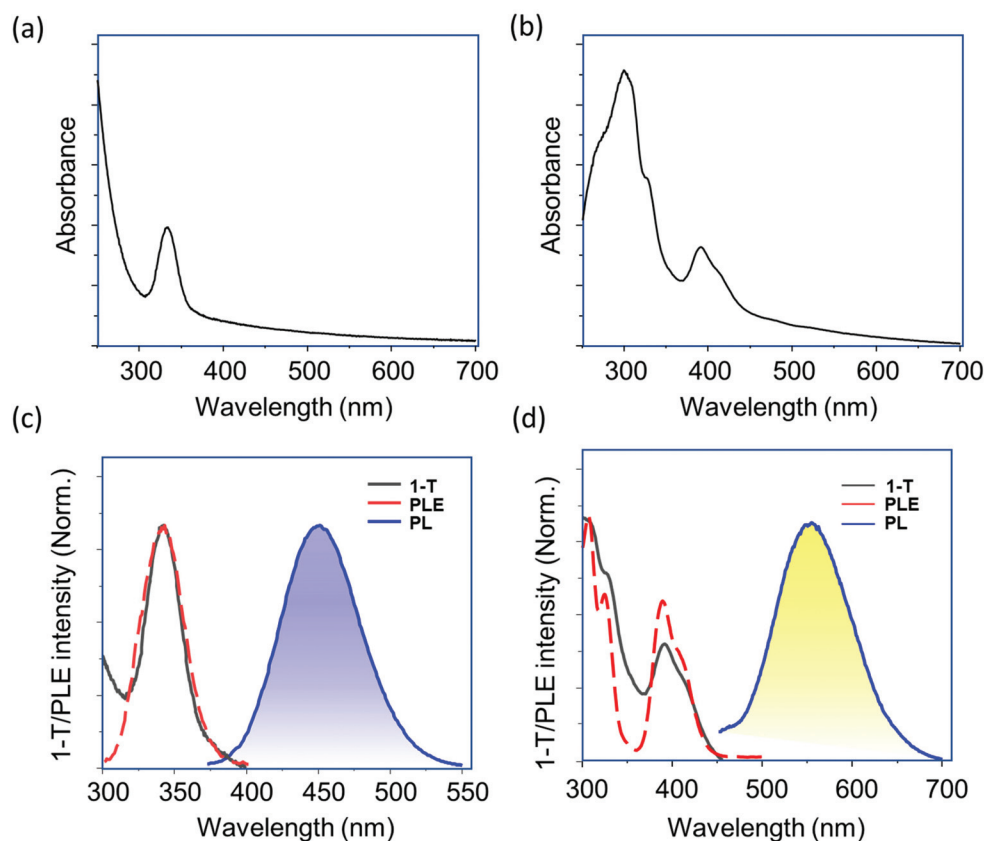 (a)
Absorbance
300 400 500 600 700
Wavelength (nm)
(b)
Absorbance
300 400 500 600 700
Wavelength (nm)
(c)
1-T/PLE intensity (Norm.)
1-T
PLE
PL
300 350 400 450 500 550
Wavelength (nm)
(d)
1-T/PLE intensity (Norm.)
1-T
PLE
PL
300 400 500 600 700
Wavelength (nm)